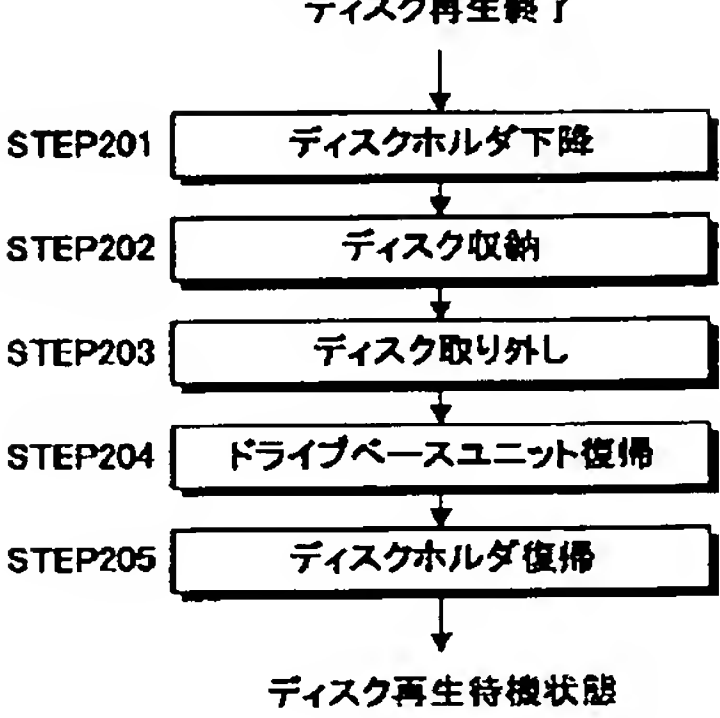 ディスク再生終了
STEP201 ディスクホルダ下降
STEP202 ディスク収納
STEP203 ディスク取り外し
STEP204 ドライブベースユニット復帰
STEP205 ディスクホルダ復帰
ディスク再生待機状態